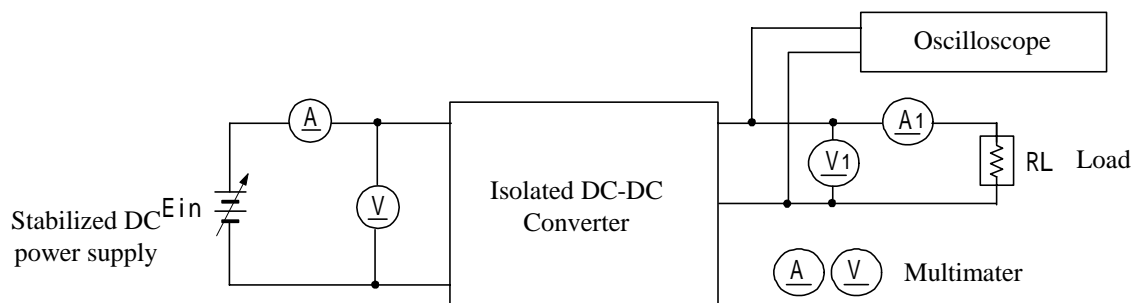 Oscilloscope
A
A1
V1
RL
Load
Isolated DC-DC
Converter
V
Ein
Stabilized DC
power supply
A
V
Multimater